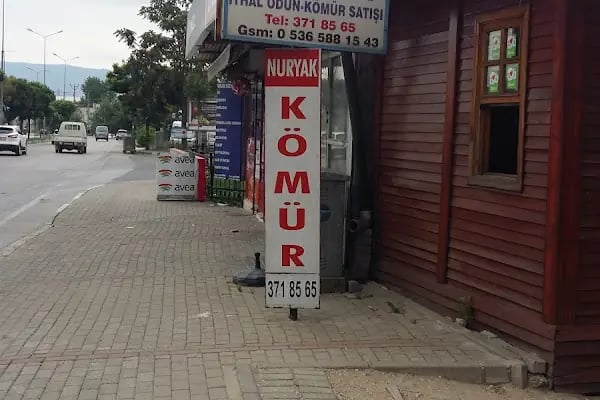 İTHAL ODUN-KÖMÜR SATIŞI
Tel: 371 85 65
Gsm: 0 536 588 15 43
NURYAK
KÖMÜR
371 85 65
avea
avea
avea